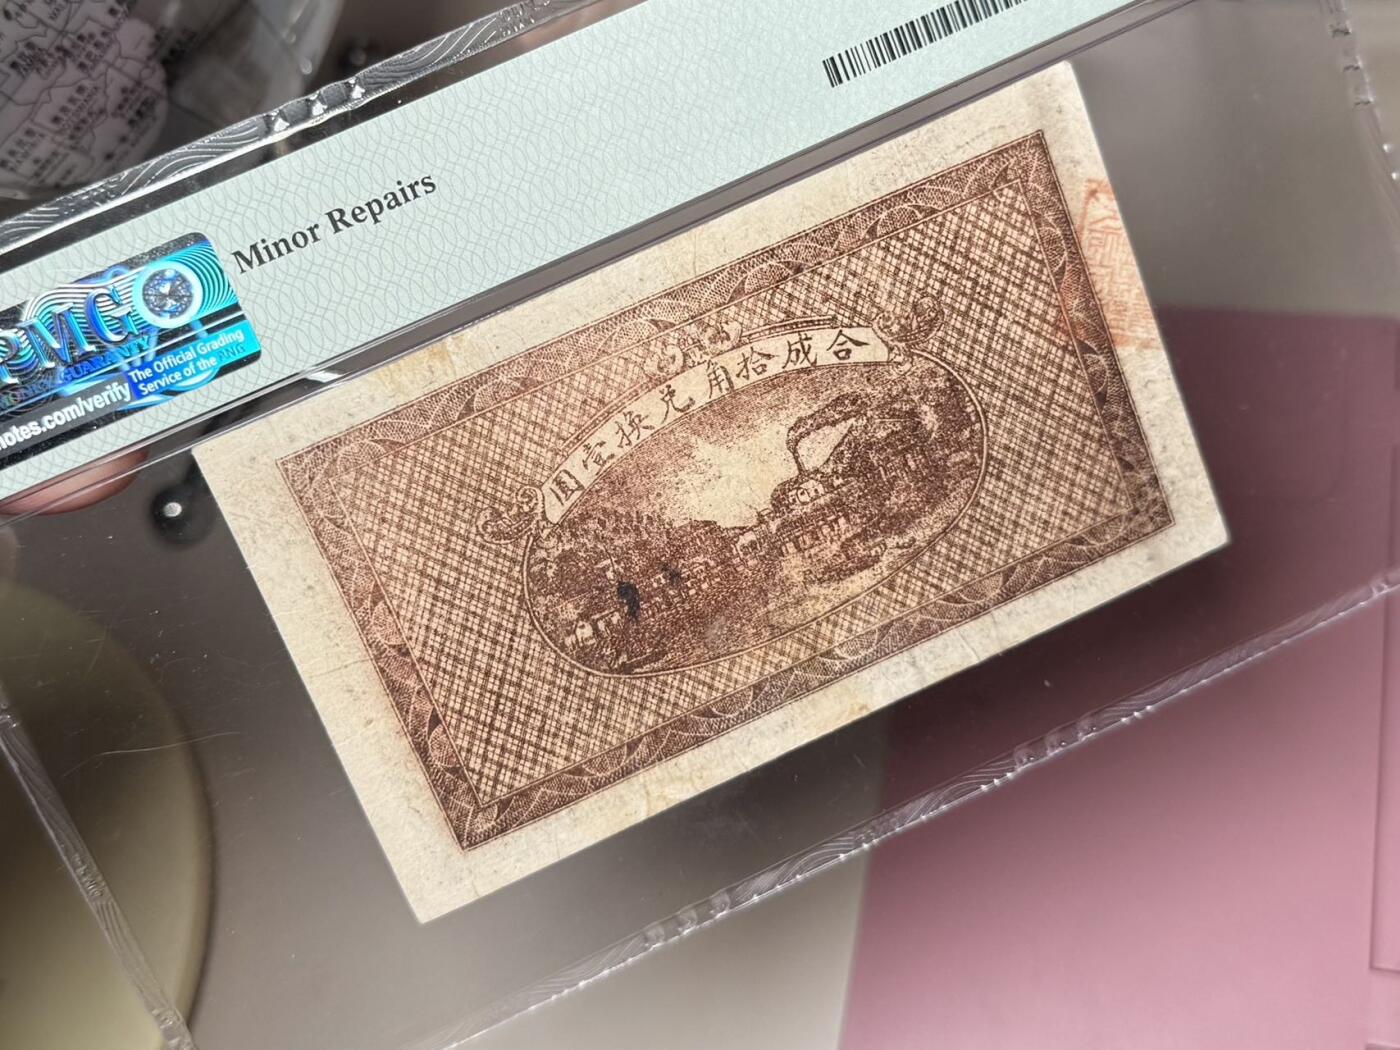 Minor Repairs
PMG
GUARANTY
The Official Grading
Service of the
notes.com/verify
合成拾角兌換壹圓